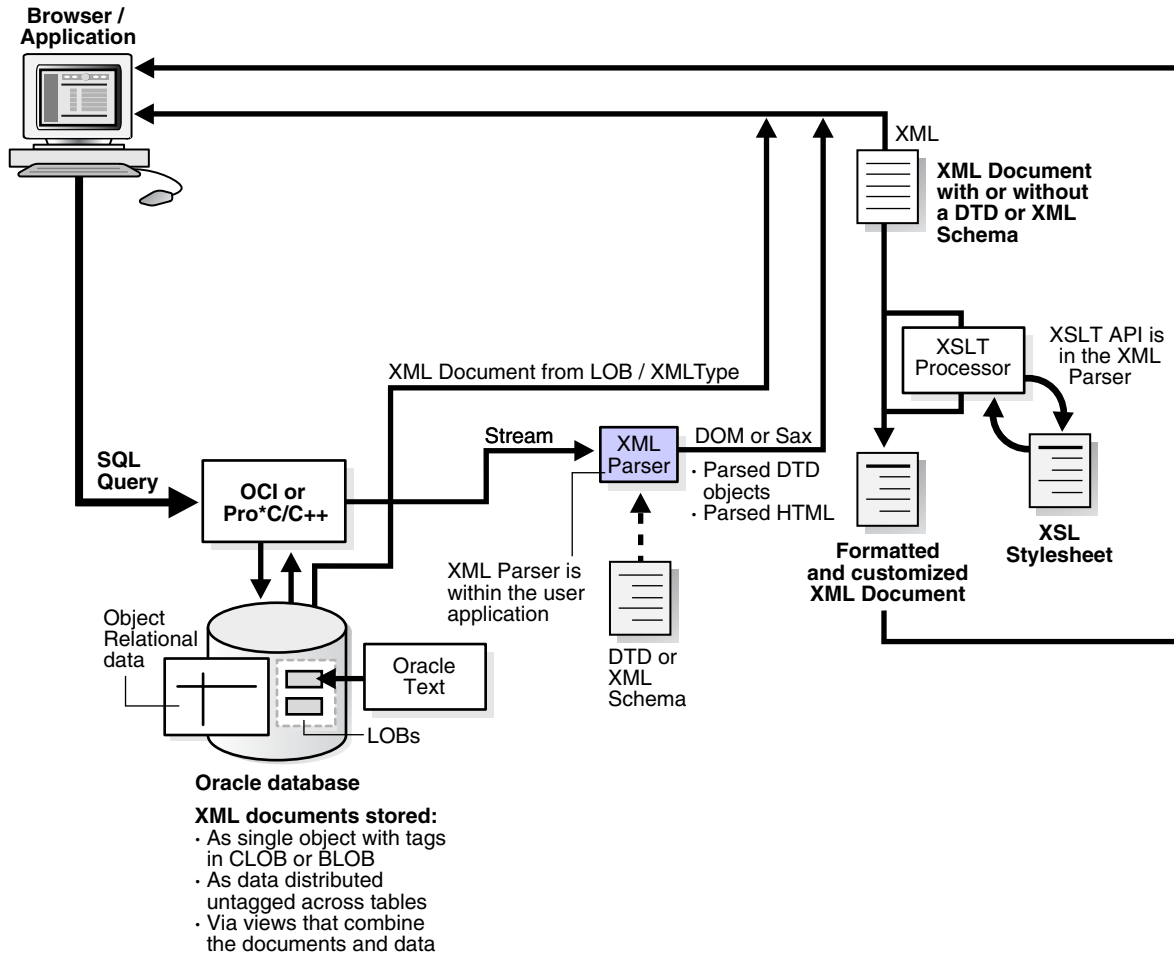 Browser /
Application
XML
XML Document
with or without
a DTD or XML
Schema
XSLT
Processor
XSLT API is
in the XML
Parser
XML Document from LOB / XMLType
Stream
XML
Parser
DOM or Sax
· Parsed DTD
objects
· Parsed HTML
SQL
Query
OCI or
Pro*C/C++
XSL
Stylesheet
Formatted
and customized
XML Document
XML Parser is
within the user
application
DTD or
XML
Schema
Object
Relational
data
Oracle
Text
LOBs
Oracle database
XML documents stored:
· As single object with tags
in CLOB or BLOB
· As data distributed
untagged across tables
· Via views that combine
the documents and data